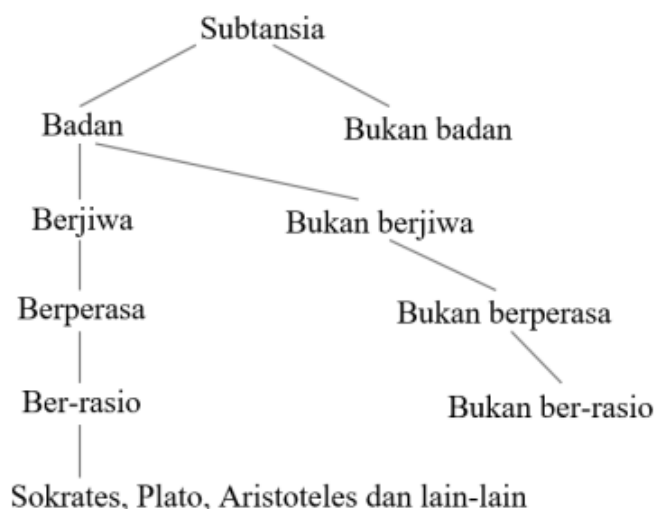 Subtansia
Badan
Bukan badan
Berjiwa
Bukan berjiwa
Berperasa
Bukan berperasa
Ber-rasio
Bukan ber-rasio
Sokrates, Plato, Aristoteles dan lain-lain